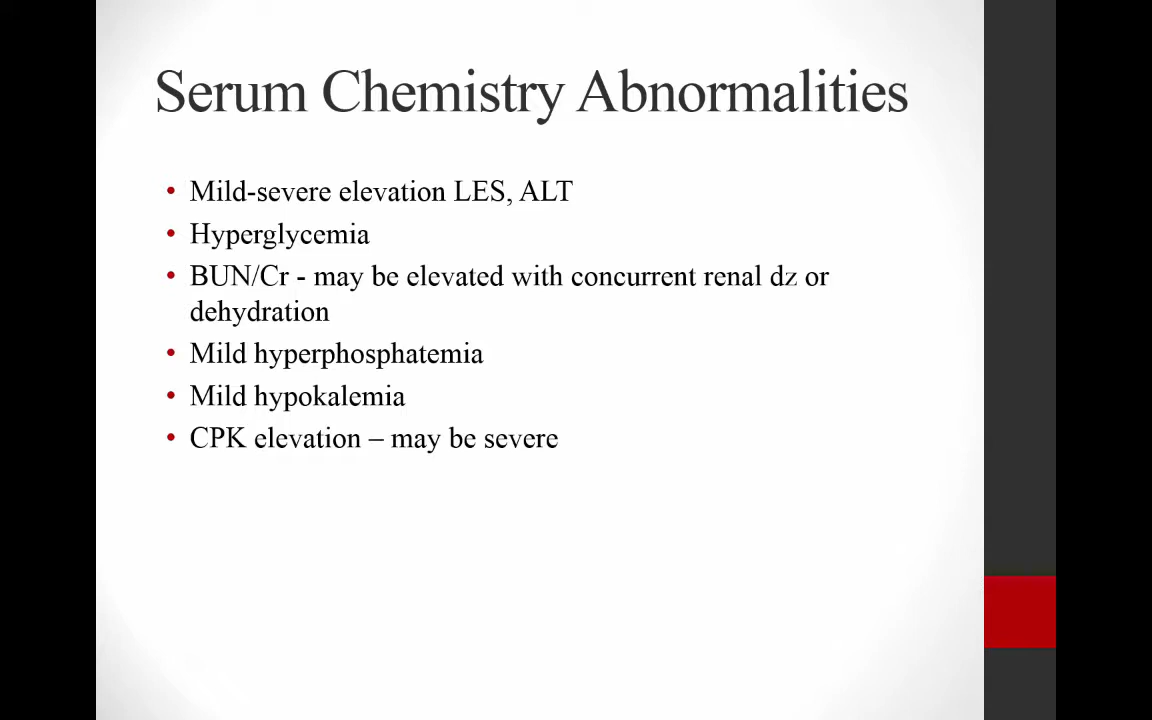 Serum Chemistry Abnormalities
• Mild-severe elevation LES, ALT
• Hyperglycemia
• BUN/Cr - may be elevated with concurrent renal dz or
dehydration
• Mild hyperphosphatemia
• Mild hypokalemia
• CPK elevation – may be severe